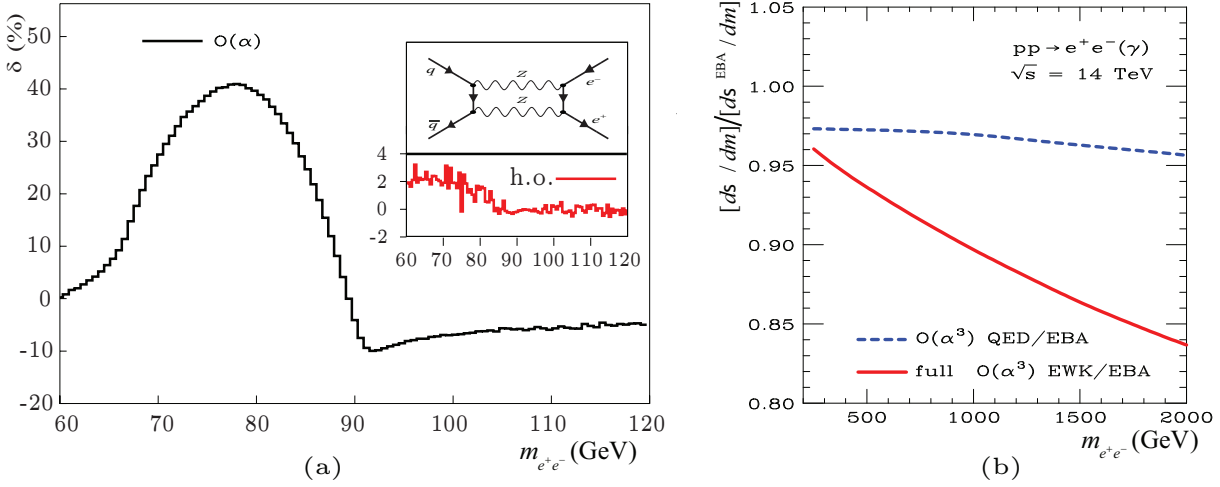 δ (%)
50
40
30
20
10
0
-10
-20
60 70 80 90 100 110 120
m_{e⁺e⁻} (GeV)
O(α)
q
Z
e⁻
Z
q̅
e⁺
4
2
0
-2
h.o.
60 70 80 90 100 110 120
(a)
[ds / dm]/[ds^{EBA} / dm]
1.05
1.00
0.95
0.90
0.85
0.80
pp → e⁺e⁻(γ)
√s = 14 TeV
O(α³) QED/EBA
full O(α³) EWK/EBA
500 1000 1500 2000
m_{e⁺e⁻} (GeV)
(b)